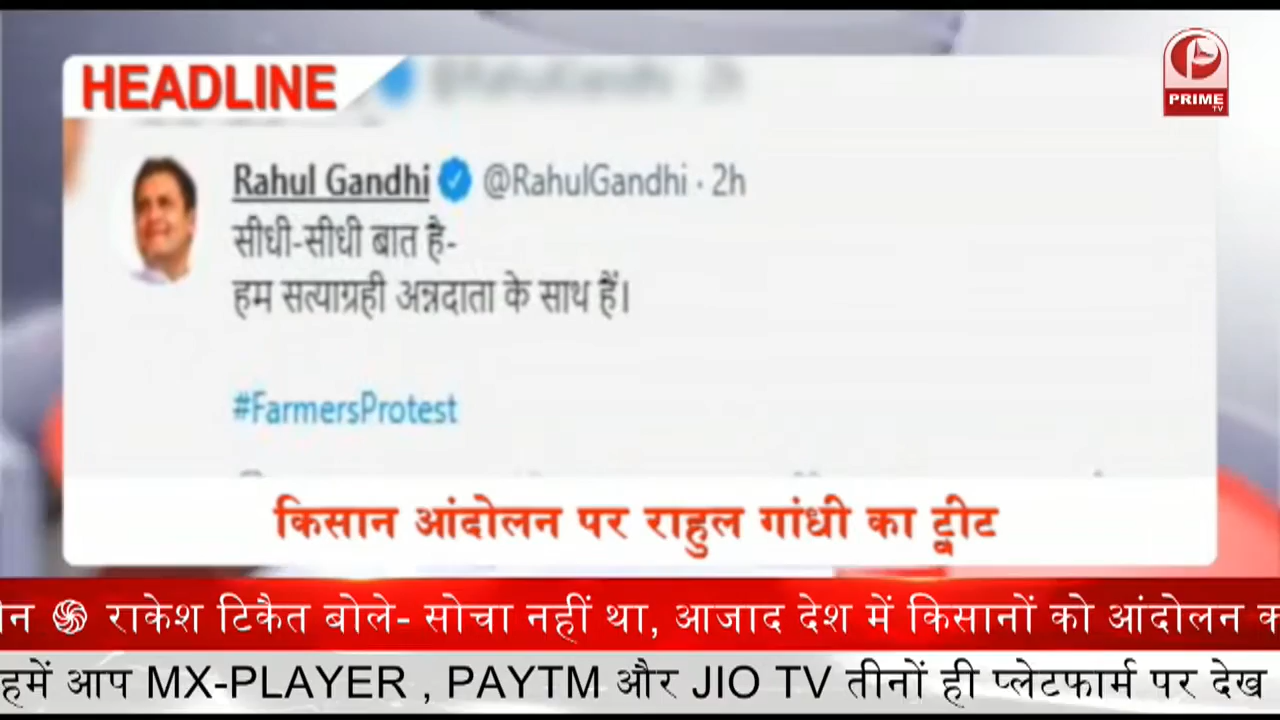 HEADLINE
PRIME
TV
Rahul Gandhi @RahulGandhi · 2h
सीधी-सीधी बात है-
हम सत्याग्रही अन्नदाता के साथ हैं।
#FarmersProtest
किसान आंदोलन पर राहुल गांधी का ट्वीट
राकेश टिकैत बोले- सोचा नहीं था, आजाद देश में किसानों को आंदोलन
हमें आप MX-PLAYER , PAYTM और JIO TV तीनों ही प्लेटफार्म पर देख